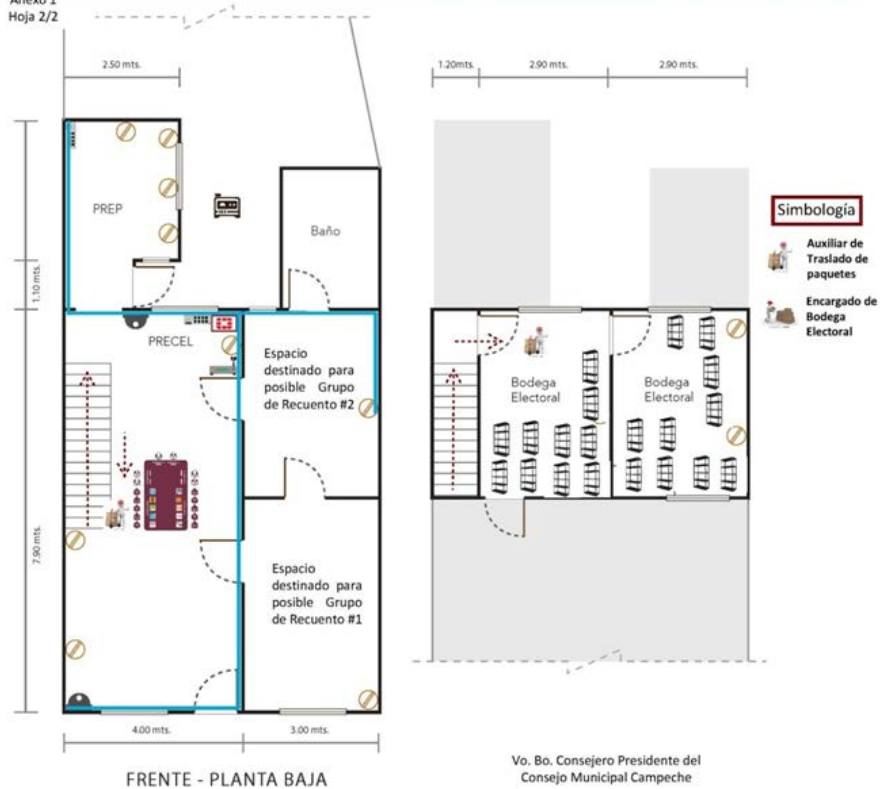 Anexo 1
Hoja 2/2
2.50 mts.
1.20mts.
2.90 mts.
2.90 mts.
PREP
Baño
1.10 mts.
PRECEL
Espacio
destinado para
posible Grupo
de Recuento #2
7.90 mts.
Espacio
destinado para
posible Grupo
de Recuento #1
4.00 mts.
3.00 mts.
FRENTE - PLANTA BAJA
Bodega
Electoral
Bodega
Electoral
Simbología
Auxiliar de
Traslado de
paquetes
Encargado de
Bodega
Electoral
Vo. Bo. Consejero Presidente del
Consejo Municipal Campeche